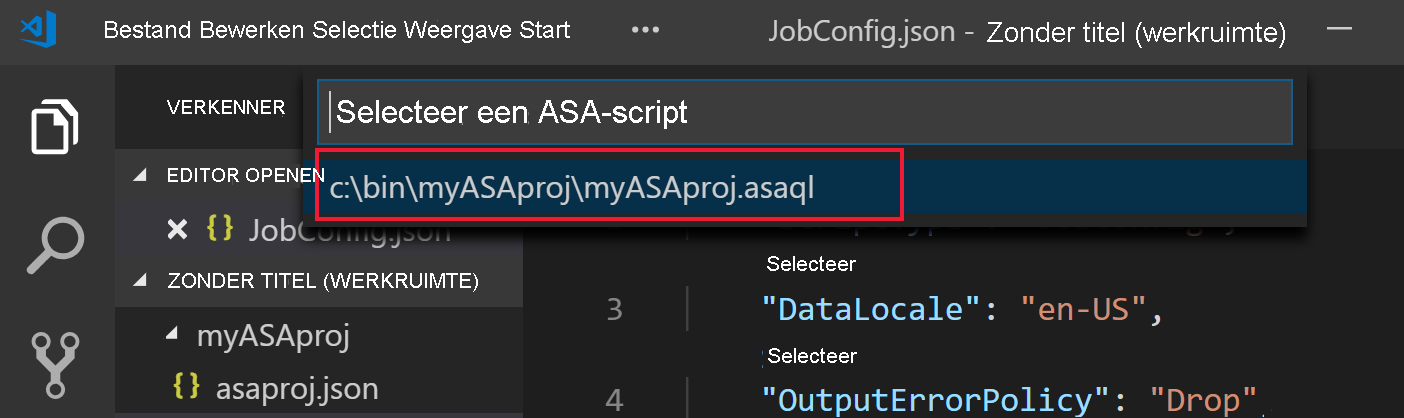 Bestand Bewerken Selectie Weergave Start ••• JobConfig.json - Zonder titel (werkruimte)
VERKENNER
Selecteer een ASA-script
EDITOR OPENEN
c:\bin\myASAproj\myASAproj.asaql
JobConfig.json
Selecteer
ZONDER TITEL (WERKRUIMTE)
3 "DataLocale": "en-US",
myASAproj
Selecteer
asaproj.json
4 "OutputErrorPolicy": "Drop"